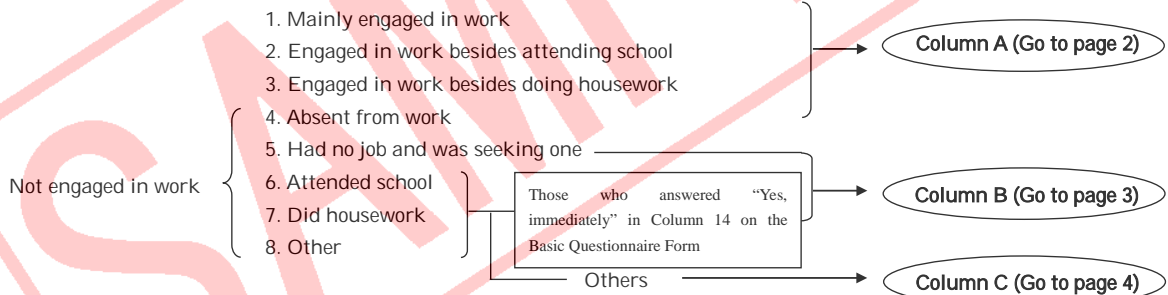 1. Mainly engaged in work
2. Engaged in work besides attending school
3. Engaged in work besides doing housework
Column A (Go to page 2)
Not engaged in work
4. Absent from work
5. Had no job and was seeking one
6. Attended school
7. Did housework
8. Other
Those who answered “Yes,
immediately” in Column 14 on the
Basic Questionnaire Form
Column B (Go to page 3)
Others
Column C (Go to page 4)